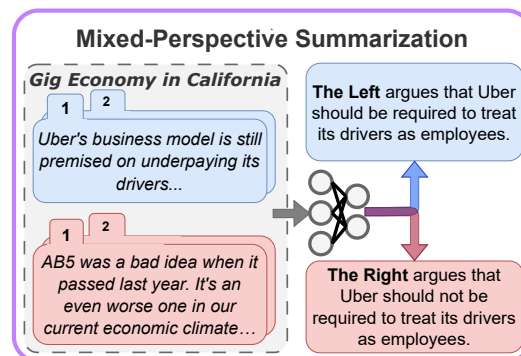 Mixed-Perspective Summarization
Gig Economy in California
1
2
Uber's business model is still
premised on underpaying its
drivers...
1
2
AB5 was a bad idea when it
passed last year. It's an
even worse one in our
current economic climate...
The Left argues that Uber
should be required to treat
its drivers as employees.
The Right argues that
Uber should not be
required to treat its drivers
as employees.